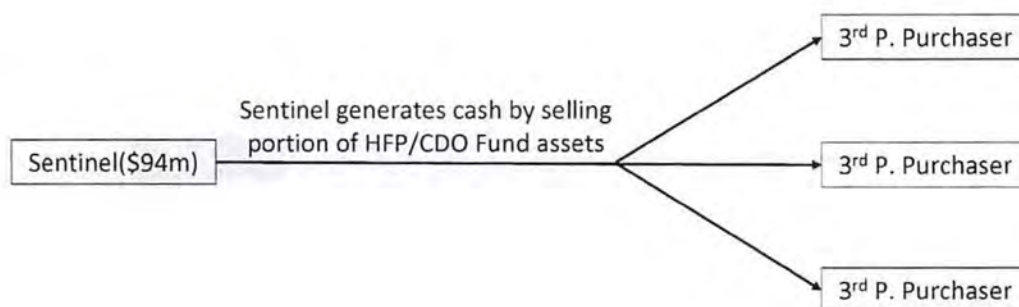 3rd P. Purchaser
Sentinel generates cash by selling
portion of HFP/CDO Fund assets
Sentinel($94m)
3rd P. Purchaser
3rd P. Purchaser